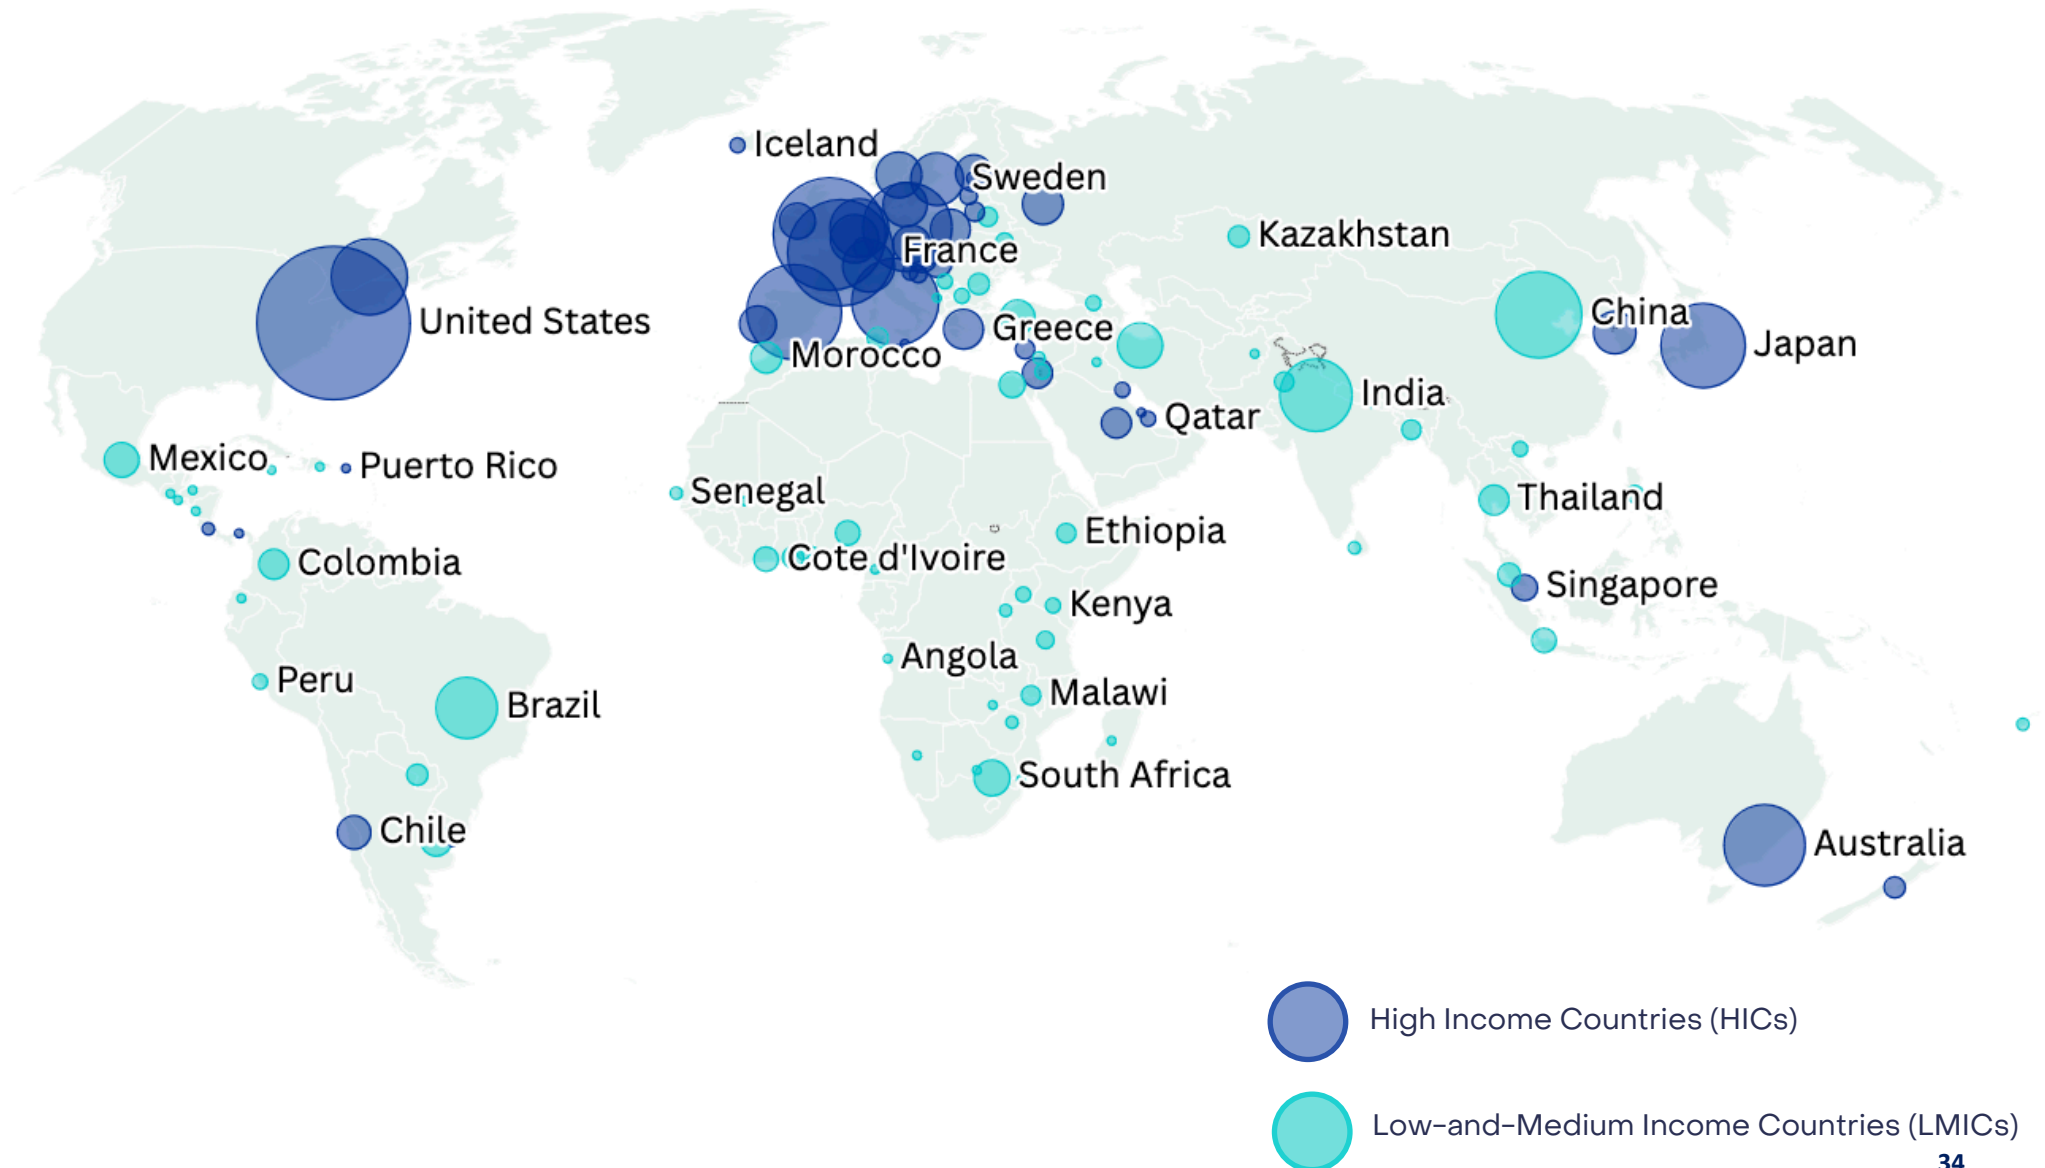 Iceland
Sweden
Kazakhstan
France
United States
China
Greece
Japan
Morocco
India
Qatar
Mexico
Puerto Rico
Senegal
Thailand
Ethiopia
Cote d'Ivoire
Colombia
Singapore
Kenya
Angola
Peru
Malawi
Brazil
South Africa
Chile
Australia
High Income Countries (HICs)
Low-and-Medium Income Countries (LMICs)
34